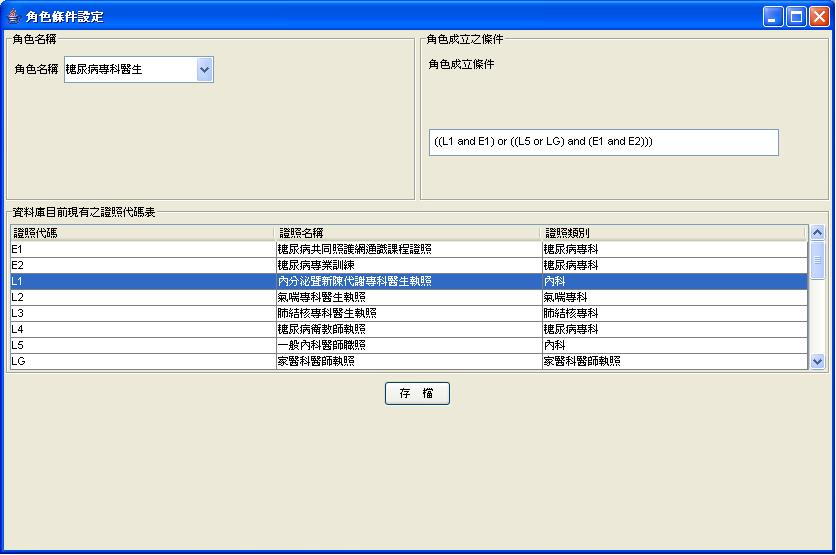 角色條件設定
角色名稱
角色名稱 糖尿病專科醫生
角色成立之條件
角色成立條件
((L1 and E1) or ((L5 or LG) and (E1 and E2)))
資料庫目前現有之證照代碼表
證照代碼 證照名稱 證照類別
E1 糖尿病共同照護網通識課程證照 糖尿病專科
E2 糖尿病專業訓練 糖尿病專科
L1 內分泌暨新陳代謝專科醫生執照 內科
L2 氣喘專科醫生執照 氣喘專科
L3 肺結核專科醫生執照 肺結核專科
L4 糖尿病衛教師執照 糖尿病專科
L5 一般內科醫師職照 內科
LG 家醫科醫師執照 家醫科醫師執照
存 檔